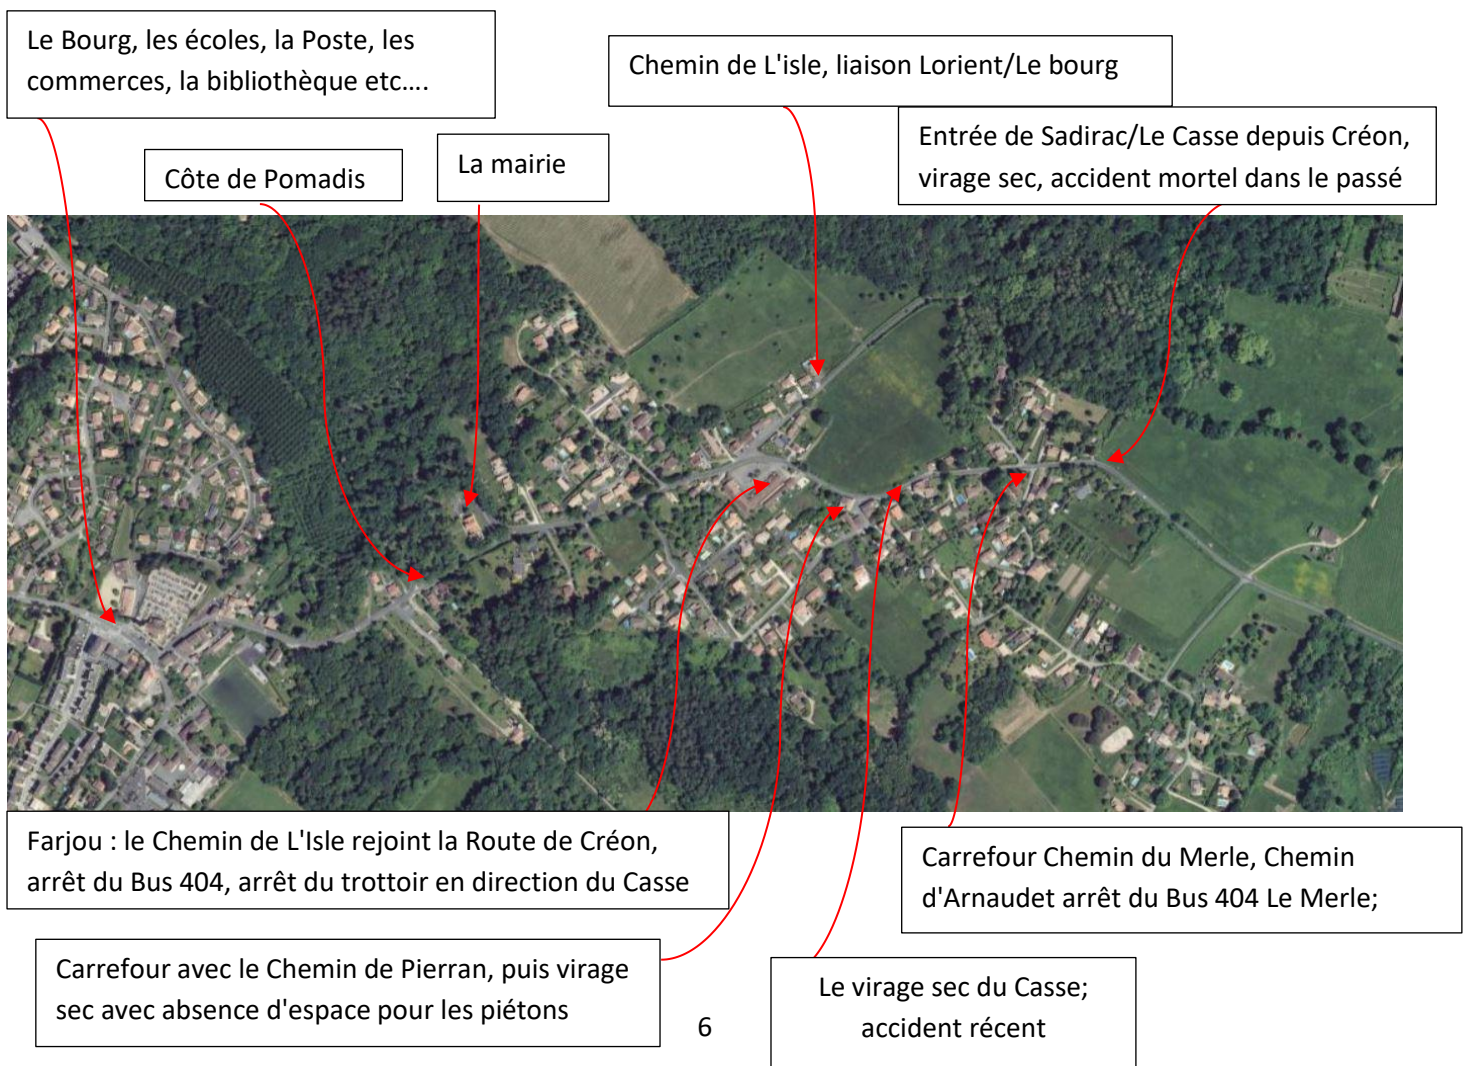 Le Bourg, les écoles, la Poste, les
commerces, la bibliothèque etc….
Chemin de L'isle, liaison Lorient/Le bourg
Entrée de Sadirac/Le Casse depuis Créon,
virage sec, accident mortel dans le passé
La mairie
Côte de Pomadis
Farjou : le Chemin de L'Isle rejoint la Route de Créon,
arrêt du Bus 404, arrêt du trottoir en direction du Casse
Carrefour Chemin du Merle, Chemin
d'Arnaudet arrêt du Bus 404 Le Merle;
Carrefour avec le Chemin de Pierran, puis virage
sec avec absence d'espace pour les piétons
Le virage sec du Casse;
accident récent
6